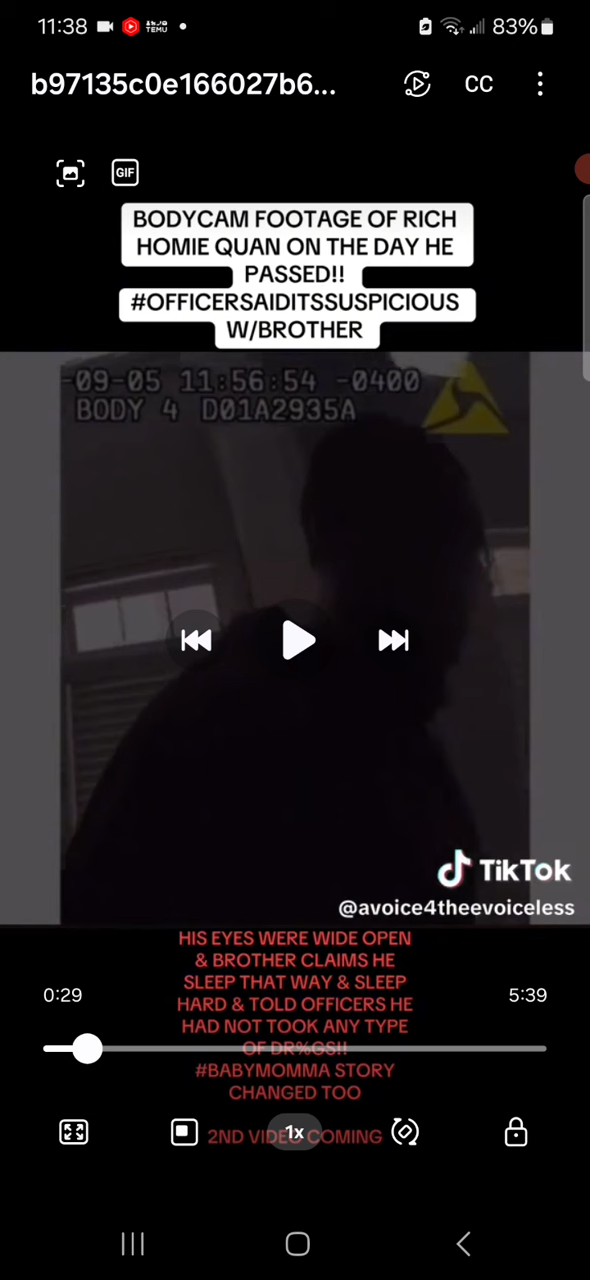 11:38
TEMU
83%
b97135c0e166027b6...
CC
GIF
BODYCAM FOOTAGE OF RICH
HOMIE QUAN ON THE DAY HE
PASSED!!
#OFFICERSAIDITSSUSPICIOUS
W/BROTHER
-09-05 11:56:54 -0400
BODY 4 D01A2935A
TikTok
@avoice4theevoiceless
HIS EYES WERE WIDE OPEN
& BROTHER CLAIMS HE
SLEEP THAT WAY & SLEEP
HARD & TOLD OFFICERS HE
HAD NOT TOOK ANY TYPE
OF DR%GS!!
#BABYMOMMA STORY
CHANGED TOO
0:29
5:39
2ND VIDEO COMING
1x